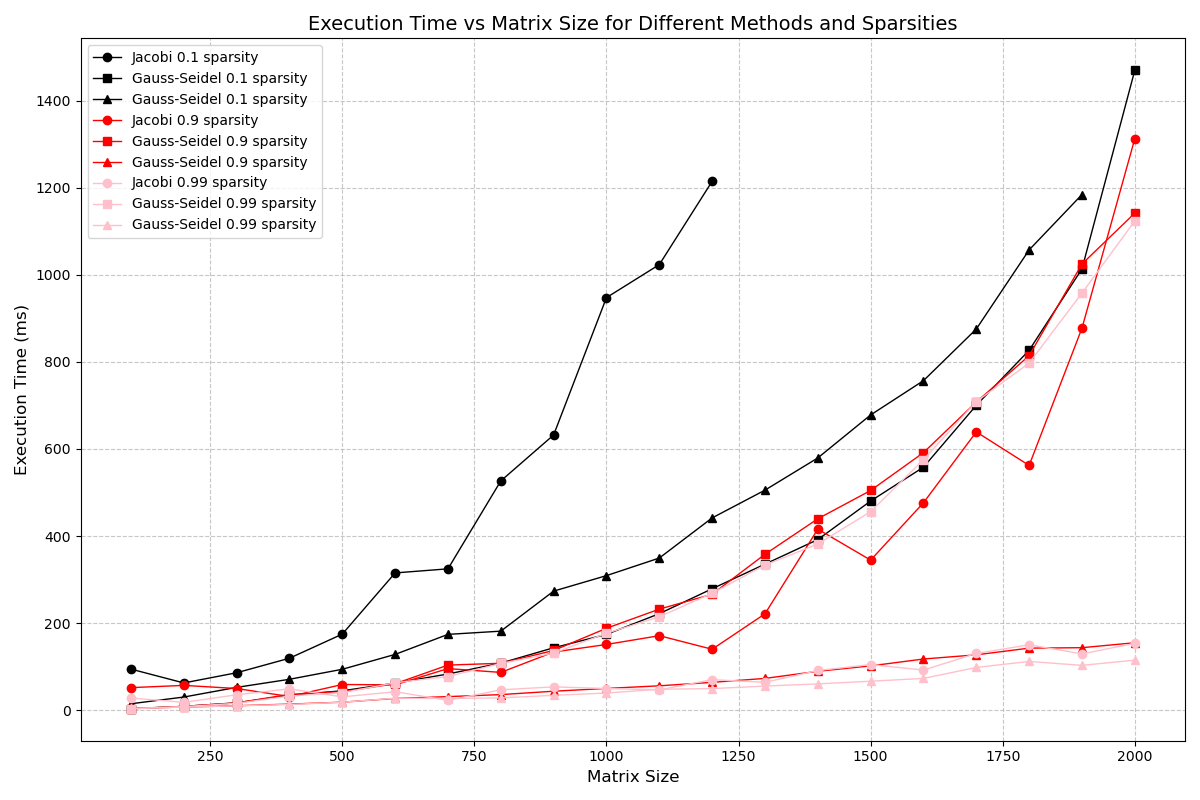 Execution Time vs Matrix Size for Different Methods and Sparsities
Jacobi 0.1 sparsity
Gauss-Seidel 0.1 sparsity
Gauss-Seidel 0.1 sparsity
Jacobi 0.9 sparsity
Gauss-Seidel 0.9 sparsity
Gauss-Seidel 0.9 sparsity
Jacobi 0.99 sparsity
Gauss-Seidel 0.99 sparsity
Gauss-Seidel 0.99 sparsity
Execution Time (ms)
1400
1200
1000
800
600
400
200
0
250 500 750 1000 1250 1500 1750 2000
Matrix Size